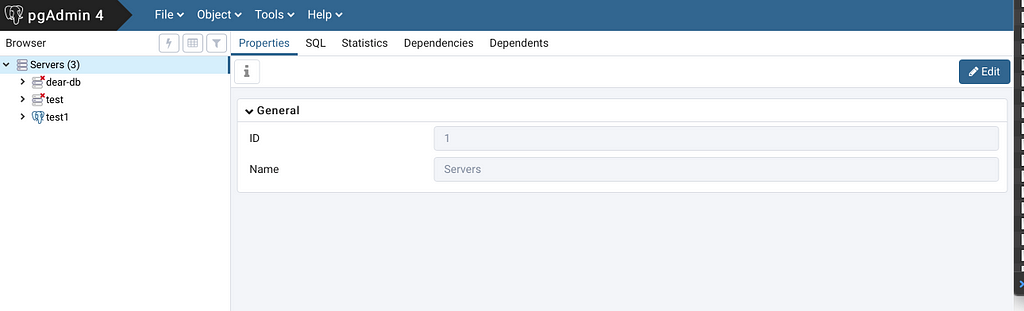 pgAdmin 4 File Object Tools Help
Browser Properties SQL Statistics Dependencies Dependents
Servers (3)
Edit
dear-db
test
General
test1
ID 1
Name Servers